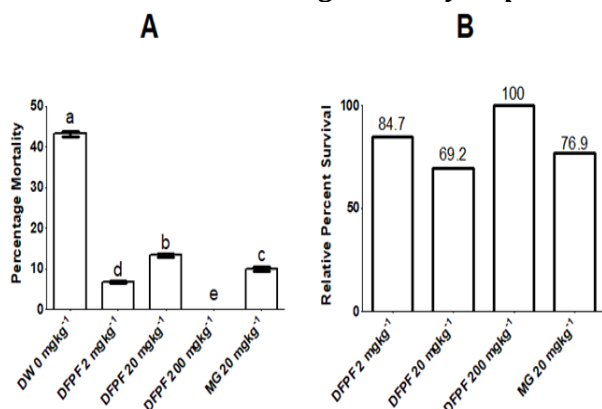 A
Percentage Mortality
50
40
30
20
10
0
a
d
b
e
c
DW 0 mgkg⁻¹
DFPF 2 mgkg⁻¹
DFPF 20 mgkg⁻¹
DFPF 200 mgkg⁻¹
MG 20 mgkg⁻¹
B
Relative Percent Survival
100
50
0
84.7
69.2
100
76.9
DFPF 2 mgkg⁻¹
DFPF 20 mgkg⁻¹
DFPF 200 mgkg⁻¹
MG 20 mgkg⁻¹